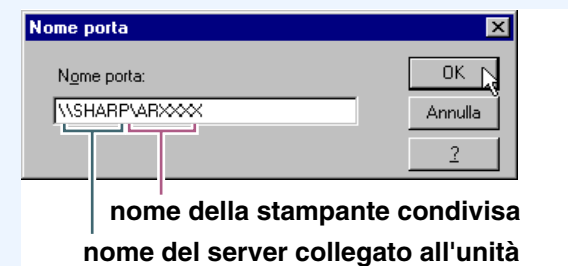 Nome porta
Nome porta:
\\SHARP\ARXXXX
OK
Annulla
?
nome della stampante condivisa
nome del server collegato all'unità